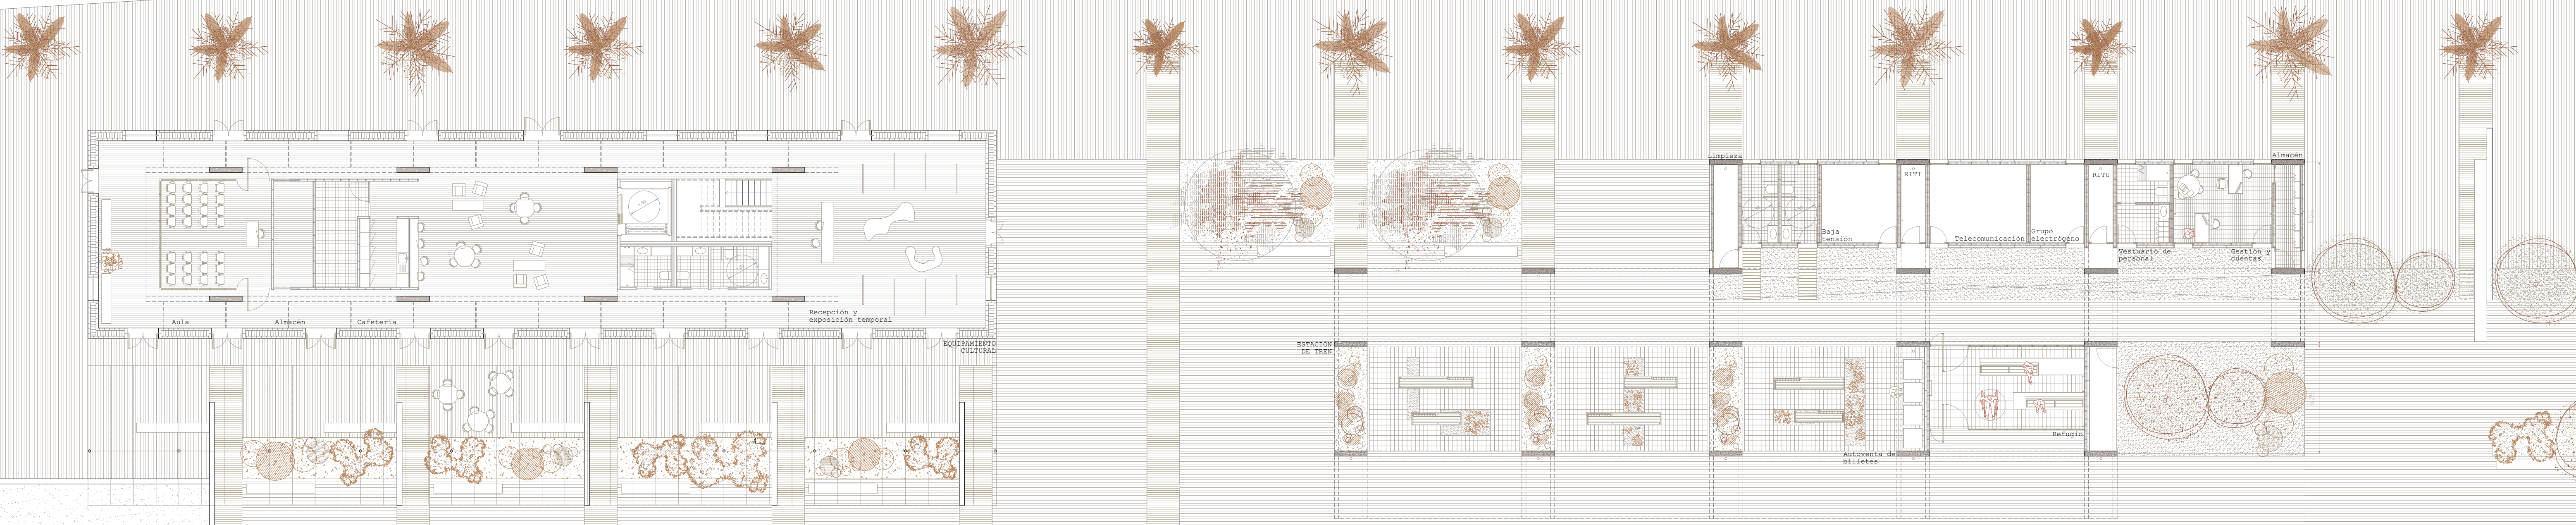 Aula
Almacén
Cafetería
Recepción y
exposición temporal
EQUIPAMIENTO
CULTURAL
ESTACIÓN
DE TREN
Limpieza
Baja
tensión
RITI
Telecomunicación
Grupo
electrógeno
RITU
Vestuario de
personal
Gestión y
cuentas
Almacén
Autoventa de
billetes
Refugio